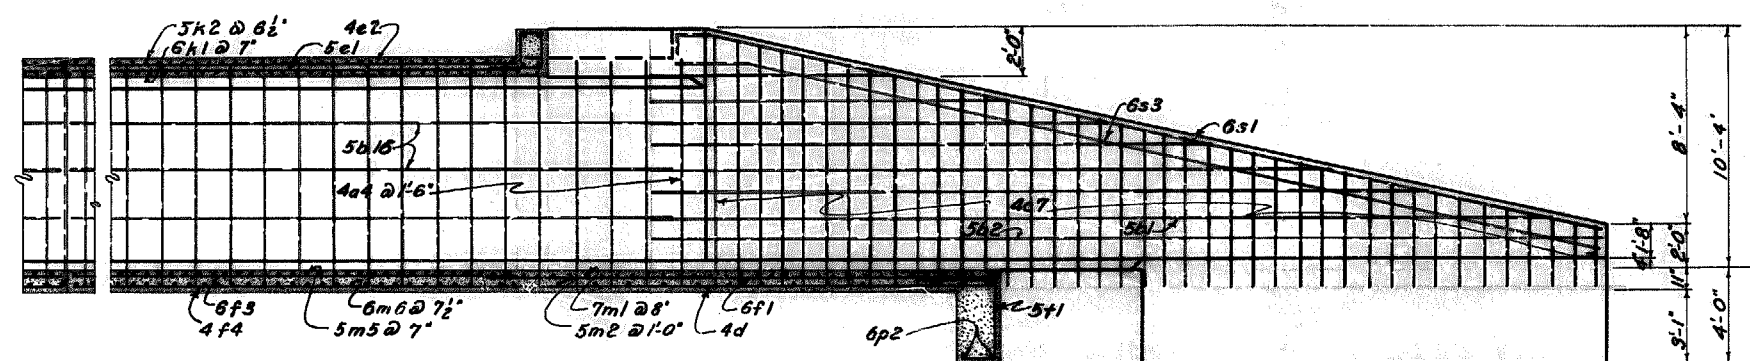 5k2 @ 6½"
6k1 @ 7"
5e1
4e2
2'-0"
6s3
6s1
8'-4"
10'-4"
5b16
4a4 @ 1'-6"
4c7
5b2
5b1
1'-8"
2'-0"
11"
6f3
4f4
6m6 @ 7½"
5m5 @ 7"
7m1 @ 8"
5m2 @ 1'-0"
6f1
4d
6p2
5t1
3'-1"
4'-0"